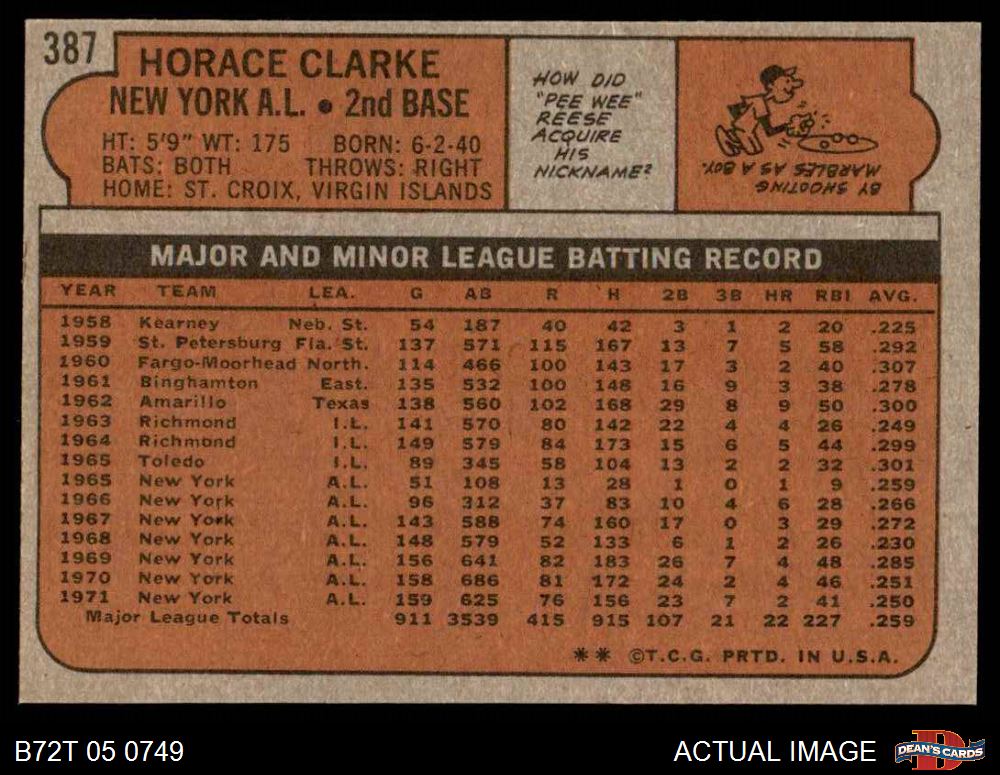 387
HORACE CLARKE
NEW YORK A.L. • 2nd BASE
HT: 5'9" WT: 175 BORN: 6-2-40
BATS: BOTH THROWS: RIGHT
HOME: ST. CROIX, VIRGIN ISLANDS
HOW DID
"PEE WEE"
REESE
ACQUIRE
HIS
NICKNAME?
BY SHOOTING
MARBLES AS A BOY.
MAJOR AND MINOR LEAGUE BATTING RECORD
YEAR TEAM LEA. G AB R H 2B 3B HR RBI AVG.
1958 Kearney Neb. St. 54 187 40 42 3 1 2 20 .225
1959 St. Petersburg Fla. St. 137 571 115 167 13 7 5 58 .292
1960 Fargo-Moorhead North. 114 466 100 143 17 3 2 40 .307
1961 Binghamton East. 135 532 100 148 16 9 3 38 .278
1962 Amarillo Texas 138 560 102 168 29 8 9 50 .300
1963 Richmond I.L. 141 570 80 142 22 4 4 26 .249
1964 Richmond I.L. 149 579 84 173 15 6 5 44 .299
1965 Toledo I.L. 89 345 58 104 13 2 2 32 .301
1965 New York A.L. 51 108 13 28 1 0 1 9 .259
1966 New York A.L. 96 312 37 83 10 4 6 28 .266
1967 New York A.L. 143 588 74 160 17 0 3 29 .272
1968 New York A.L. 148 579 52 133 6 1 2 26 .230
1969 New York A.L. 156 641 82 183 26 7 4 48 .285
1970 New York A.L. 158 686 81 172 24 2 4 46 .251
1971 New York A.L. 159 625 76 156 23 7 2 41 .250
Major League Totals 911 3539 415 915 107 21 22 227 .259
** ©T.C.G. PRTD. IN U.S.A.
B72T 05 0749 ACTUAL IMAGE DEAN'S CARDS